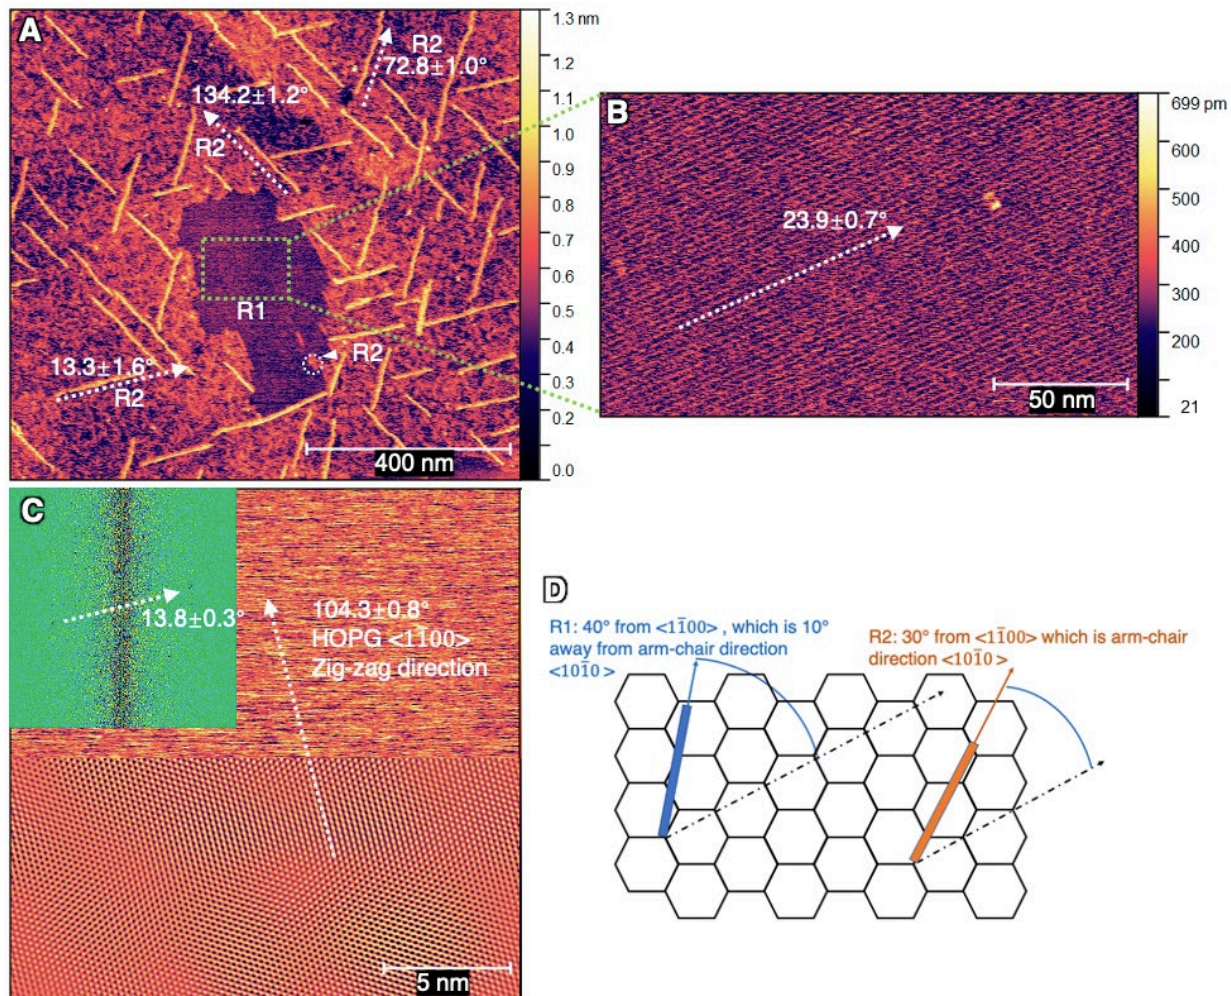 A
1.3 nm
1.2
1.1
1.0
0.9
0.8
0.7
0.6
0.5
0.4
0.3
0.2
0.0
R2
72.8±1.0°
134.2±1.2°
R2
R1
R2
13.3±1.6°
R2
400 nm
B
699 pm
600
500
400
300
200
21
23.9±0.7°
50 nm
C
13.8±0.3°
104.3±0.8°
HOPG <11̅00>
Zig-zag direction
5 nm
D
R1: 40° from <11̅00> , which is 10°
away from arm-chair direction
<101̅0>
R2: 30° from <11̅00> which is arm-chair
direction <101̅0>